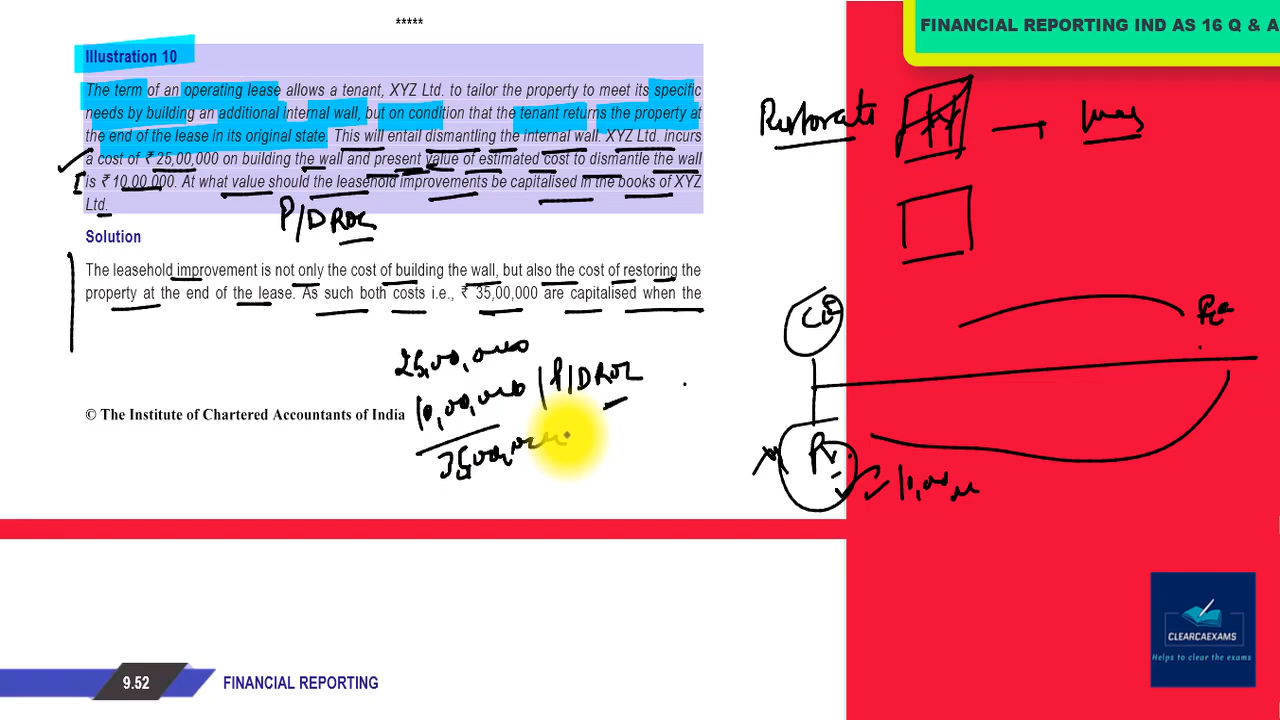 *****
FINANCIAL REPORTING IND AS 16 Q & A
Illustration 10
The term of an operating lease allows a tenant, XYZ Ltd. to tailor the property to meet its specific
needs by building an additional internal wall, but on condition that the tenant returns the property at
the end of the lease in its original state. This will entail dismantling the internal wall. XYZ Ltd. incurs
a cost of ₹ 25,00,000 on building the wall and present value of estimated cost to dismantle the wall
is ₹ 10,00,000. At what value should the leasehold improvements be capitalised in the books of XYZ
Ltd.
P/DROC
Solution
The leasehold improvement is not only the cost of building the wall, but also the cost of restoring the
property at the end of the lease. As such both costs i.e., ₹ 35,00,000 are capitalised when the
25,00,000
10,00,000 | P/DROC
© The Institute of Chartered Accountants of India
CLEARCAEXAMS
Helps to clear the exams
9.52
FINANCIAL REPORTING